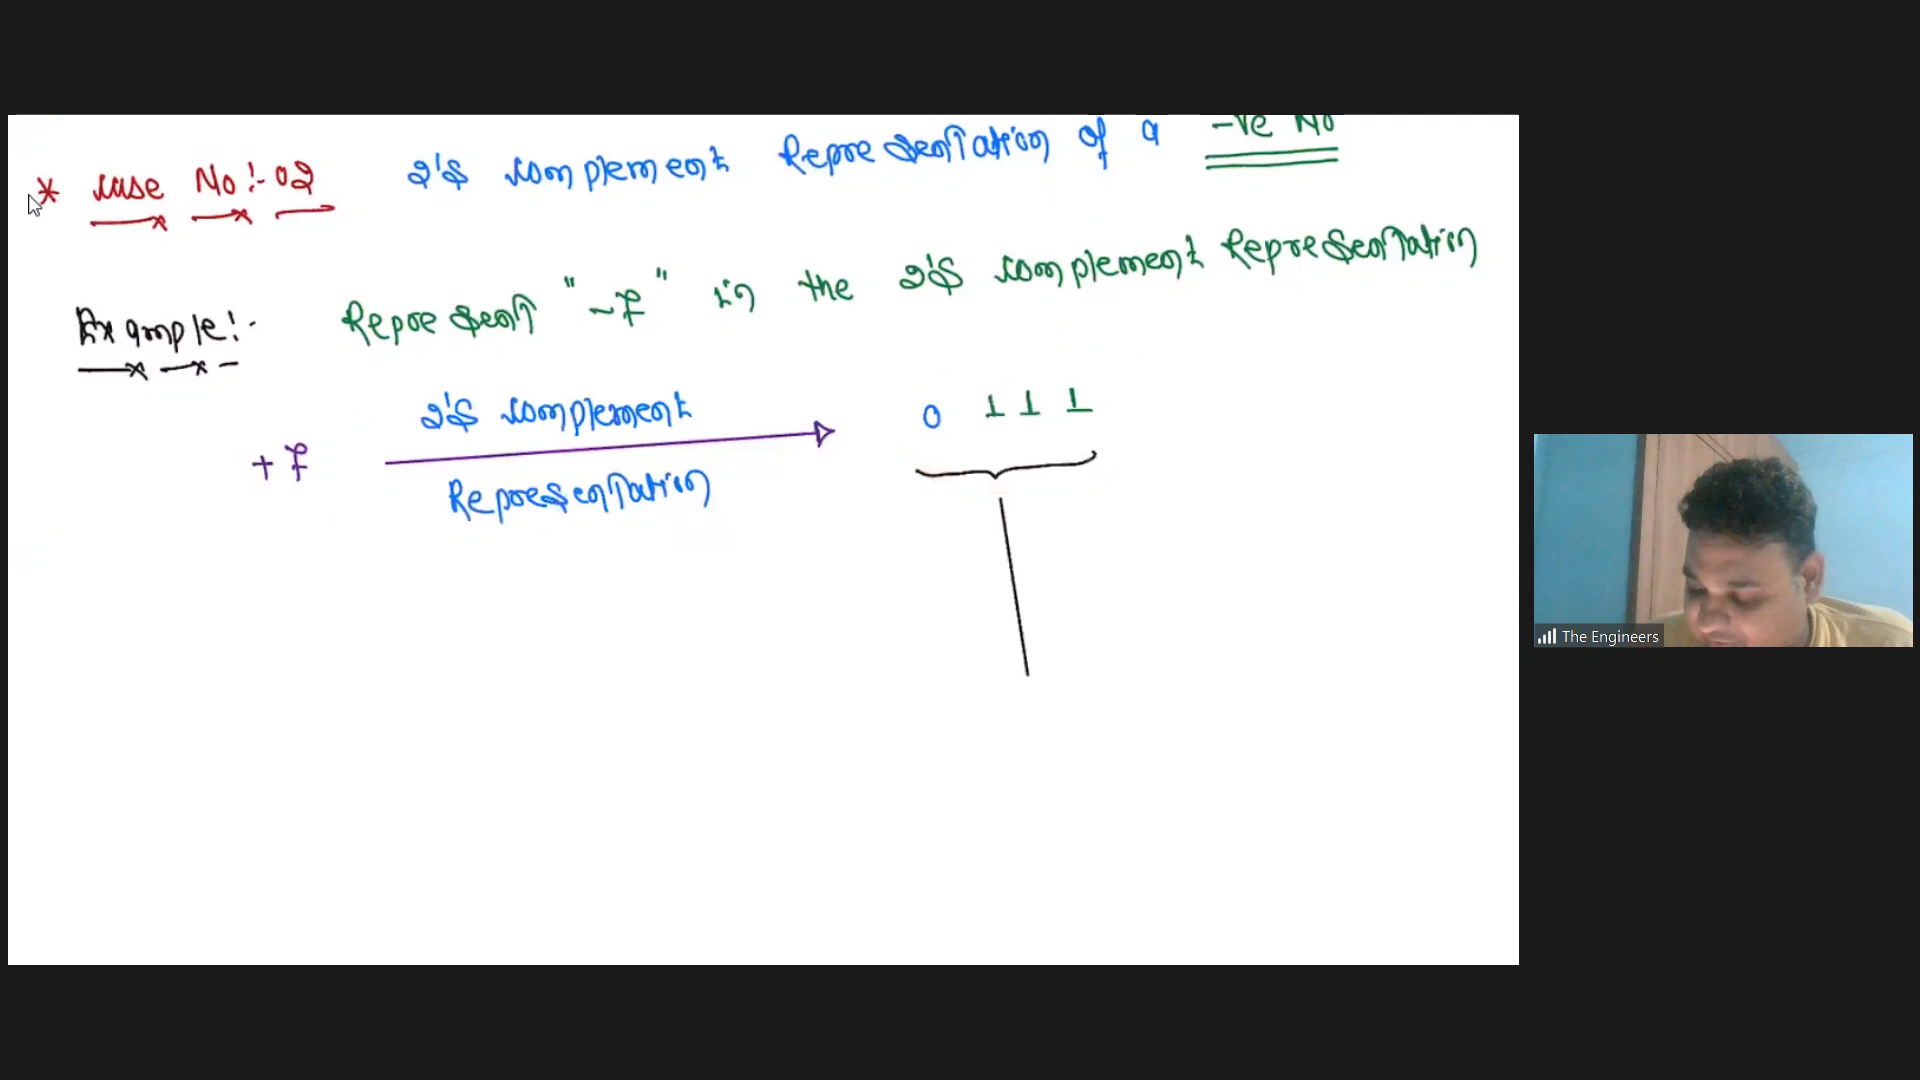 * Case No:- 02 2's complement Representation of a -ve No
Example:- Represent "-7" in the 2's complement Representation
2's complement
+7 0 1 1 1
Representation
The Engineers